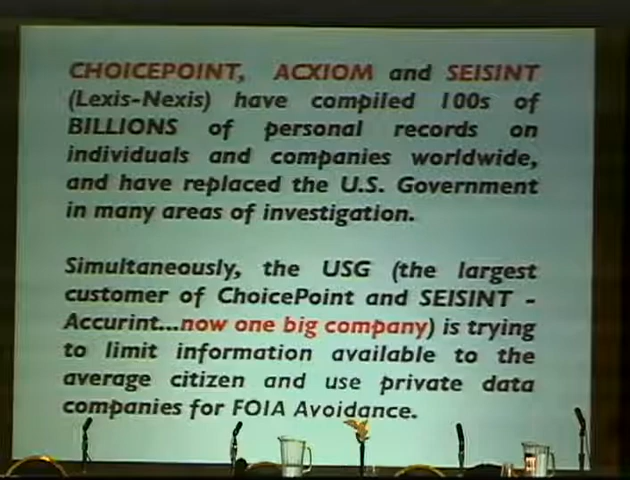 CHOICEPOINT, ACXIOM and SEISINT
(Lexis-Nexis) have compiled 100s of
BILLIONS of personal records on
individuals and companies worldwide,
and have replaced the U.S. Government
in many areas of investigation.
Simultaneously, the USG (the largest
customer of ChoicePoint and SEISINT -
Accurint...now one big company) is trying
to limit information available to the
average citizen and use private data
companies for FOIA Avoidance.